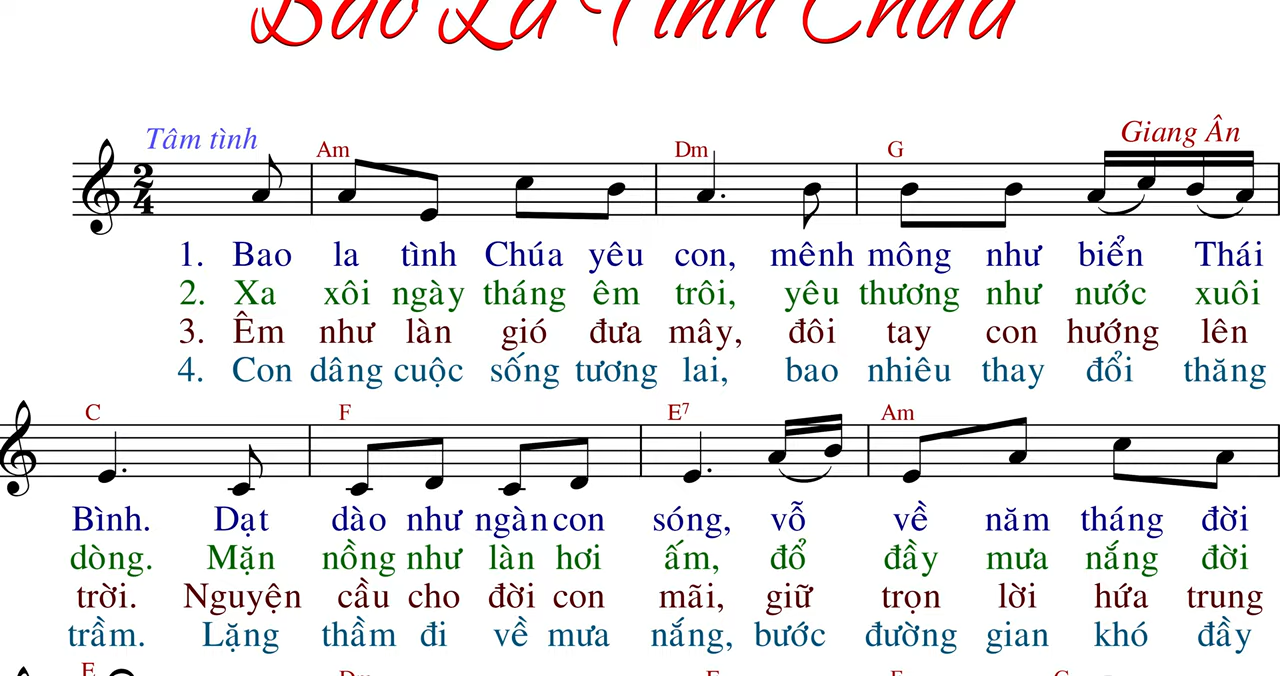 Bao La Tình Chúa
Tâm tình
Giang Ân
2
4
Am Dm G
1. Bao la tình Chúa yêu con, mênh mông như biển Thái
2. Xa xôi ngày tháng êm trôi, yêu thương như nước xuôi
3. Êm như làn gió đưa mây, đôi tay con hướng lên
4. Con dâng cuộc sống tương lai, bao nhiêu thay đổi thăng
C F E7 Am
Bình. Dạt dào như ngàn con sóng, vỗ về năm tháng đời
dòng. Mặn nồng như làn hơi ấm, đổ đầy mưa nắng đời
trời. Nguyện cầu cho đời con mãi, giữ trọn lời hứa trung
trầm. Lặng thầm đi về mưa nắng, bước đường gian khó đầy
E Dm